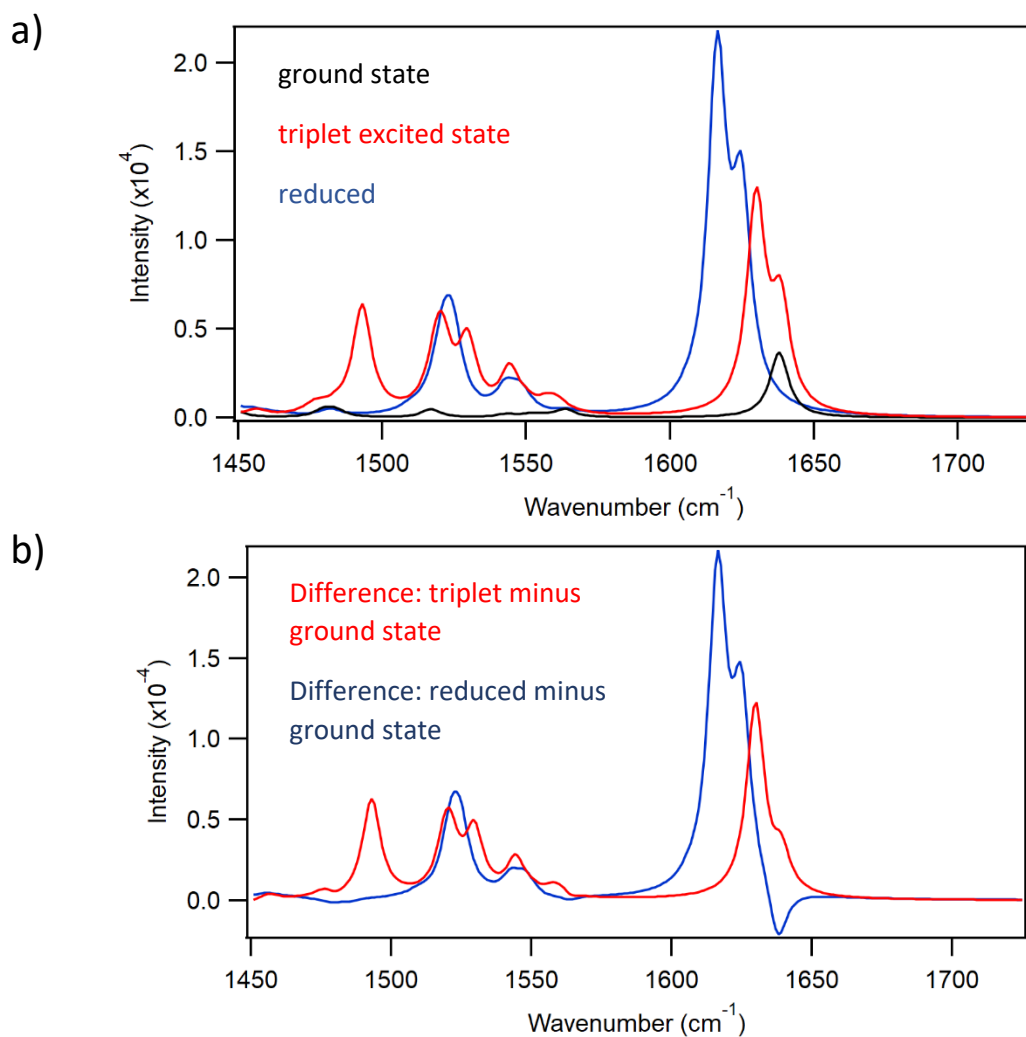 a)
ground state
triplet excited state
reduced
2.0
1.5
1.0
0.5
0.0
Intensity (x10⁴)
1450 1500 1550 1600 1650 1700
Wavenumber (cm⁻¹)
b)
Difference: triplet minus
ground state
Difference: reduced minus
ground state
2.0
1.5
1.0
0.5
0.0
Intensity (x10⁻⁴)
1450 1500 1550 1600 1650 1700
Wavenumber (cm⁻¹)